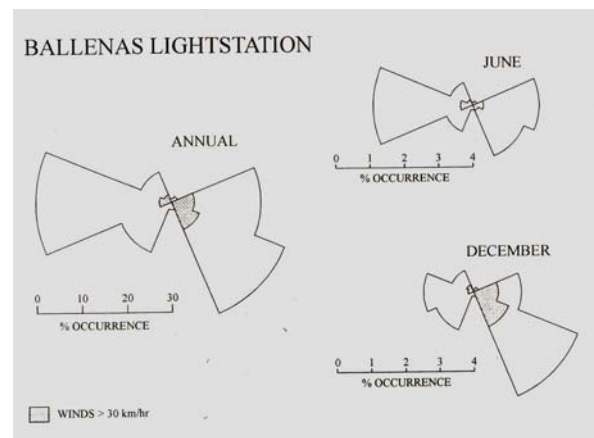 BALLENAS LIGHTSTATION
JUNE
0 1 2 3 4
% OCCURRENCE
ANNUAL
0 10 20 30
% OCCURRENCE
DECEMBER
0 1 2 3 4
% OCCURRENCE
WINDS > 30 km/hr